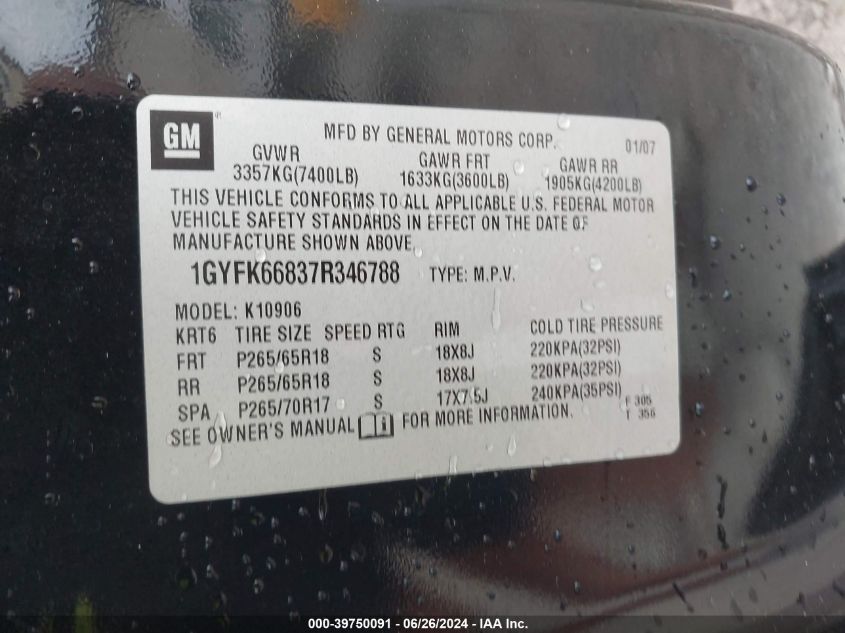 GM®
MFD BY GENERAL MOTORS CORP. 01/07
GVWR GAWR FRT GAWR RR
3357KG(7400LB) 1633KG(3600LB) 1905KG(4200LB)
THIS VEHICLE CONFORMS TO ALL APPLICABLE U.S. FEDERAL MOTOR
VEHICLE SAFETY STANDARDS IN EFFECT ON THE DATE OF
MANUFACTURE SHOWN ABOVE.
1GYFK66837R346788 TYPE: M.P.V.
MODEL: K10906
KRT6 TIRE SIZE SPEED RTG RIM COLD TIRE PRESSURE
FRT P265/65R18 S 18X8J 220KPA(32PSI)
RR P265/65R18 S 18X8J 220KPA(32PSI)
SPA P265/70R17 S 17X7.5J 240KPA(35PSI)
SEE OWNER'S MANUAL FOR MORE INFORMATION.
F 305
T 356
000-39750091 - 06/26/2024 - IAA Inc.